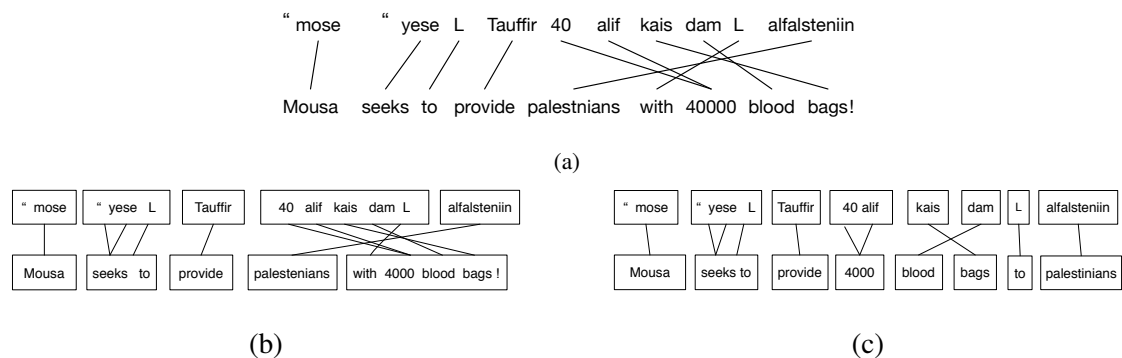 “ mose “ yese L Tauffir 40 alif kais dam L alfalsteniin
Mousa seeks to provide palestnians with 40000 blood bags!
(a)
“ mose “ yese L Tauffir 40 alif kais dam L alfalsteniin
Mousa seeks to provide palestenians with 4000 blood bags !
(b)
“ mose “ yese L Tauffir 40 alif kais dam L alfalsteniin
Mousa seeks to provide 4000 blood bags to palestinians
(c)